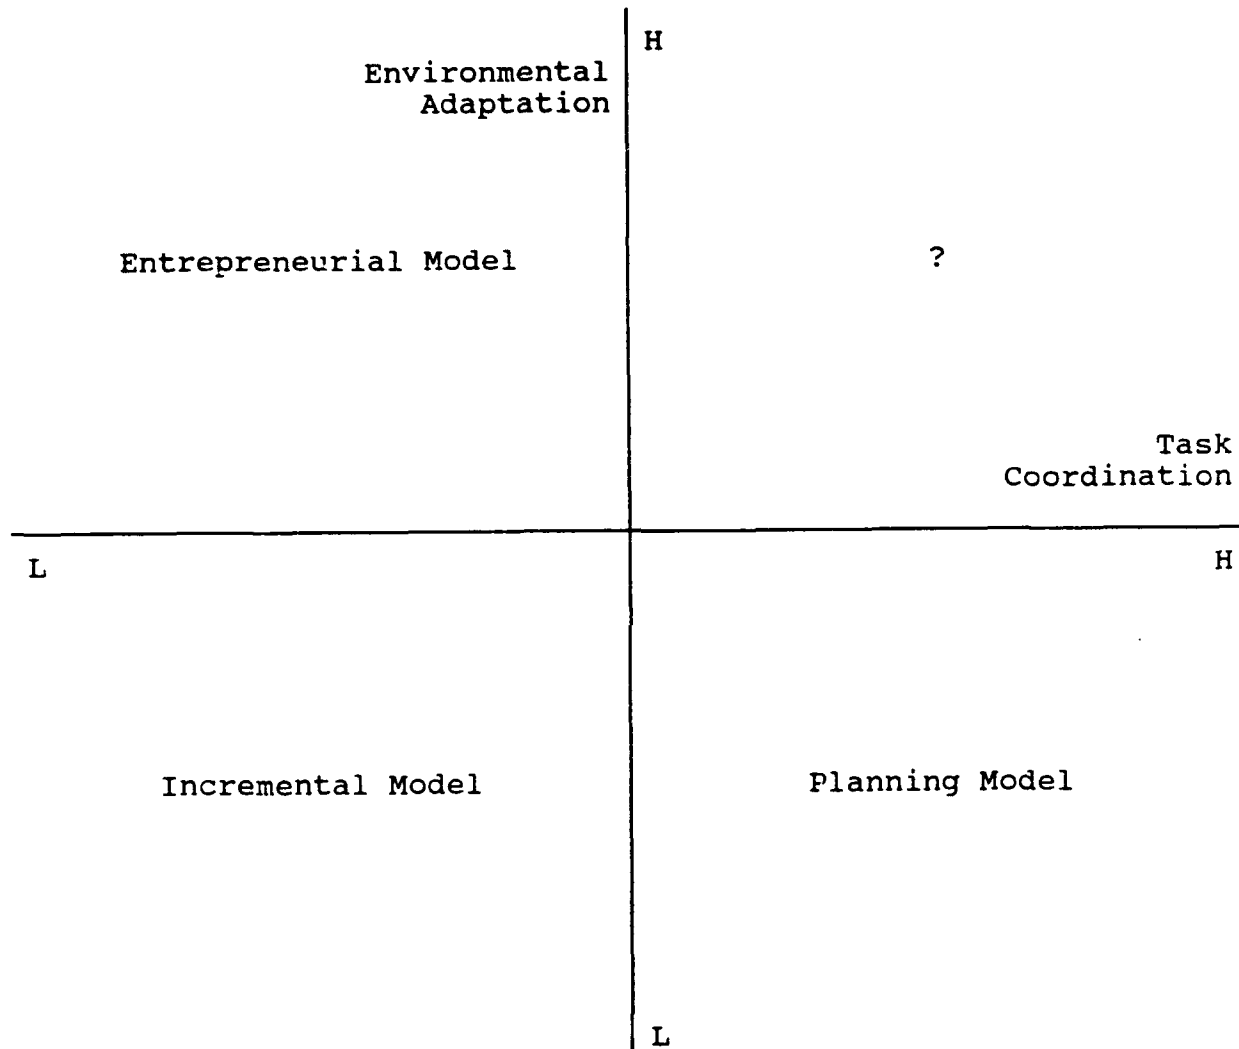 H
Environmental
Adaptation
Entrepreneurial Model
?
Task
Coordination
L
H
Incremental Model
Planning Model
L